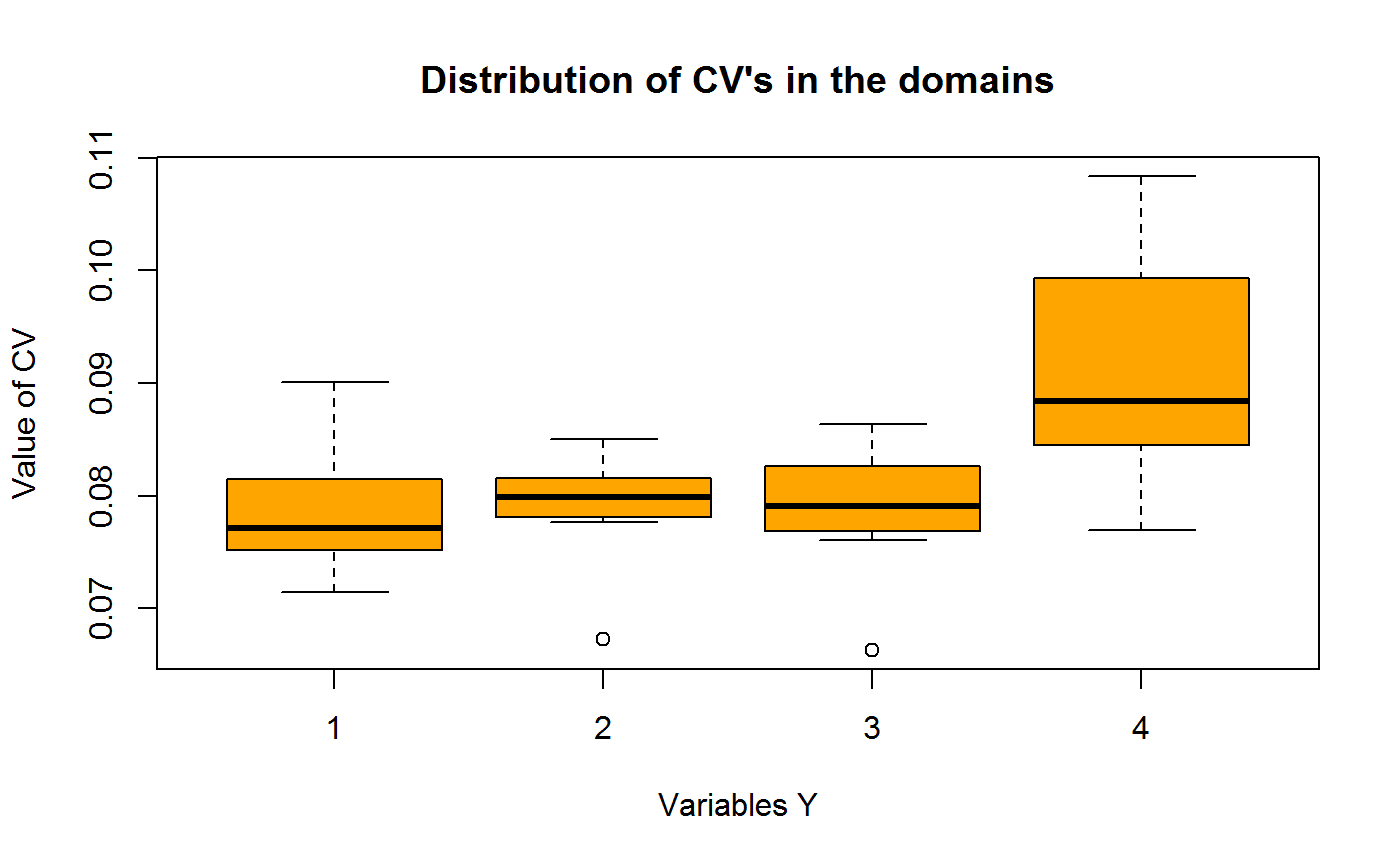 Distribution of CV's in the domains
Value of CV
0.11
0.10
0.09
0.08
0.07
1 2 3 4
Variables Y